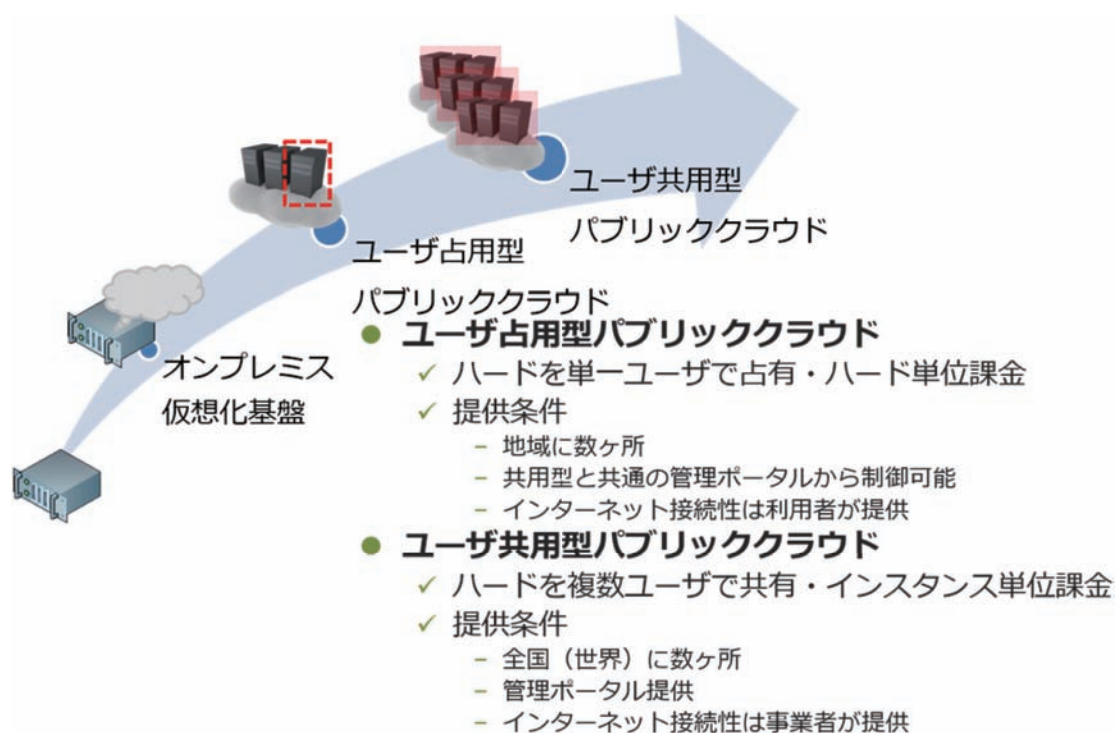 ユーザ共用型
パブリッククラウド
ユーザ占用型
パブリッククラウド
オンプレミス
仮想化基盤
● ユーザ占用型パブリッククラウド
✓ ハードを単一ユーザで占有・ハード単位課金
✓ 提供条件
– 地域に数ヶ所
– 共用型と共通の管理ポータルから制御可能
– インターネット接続性は利用者が提供
● ユーザ共用型パブリッククラウド
✓ ハードを複数ユーザで共有・インスタンス単位課金
✓ 提供条件
– 全国（世界）に数ヶ所
– 管理ポータル提供
– インターネット接続性は事業者が提供